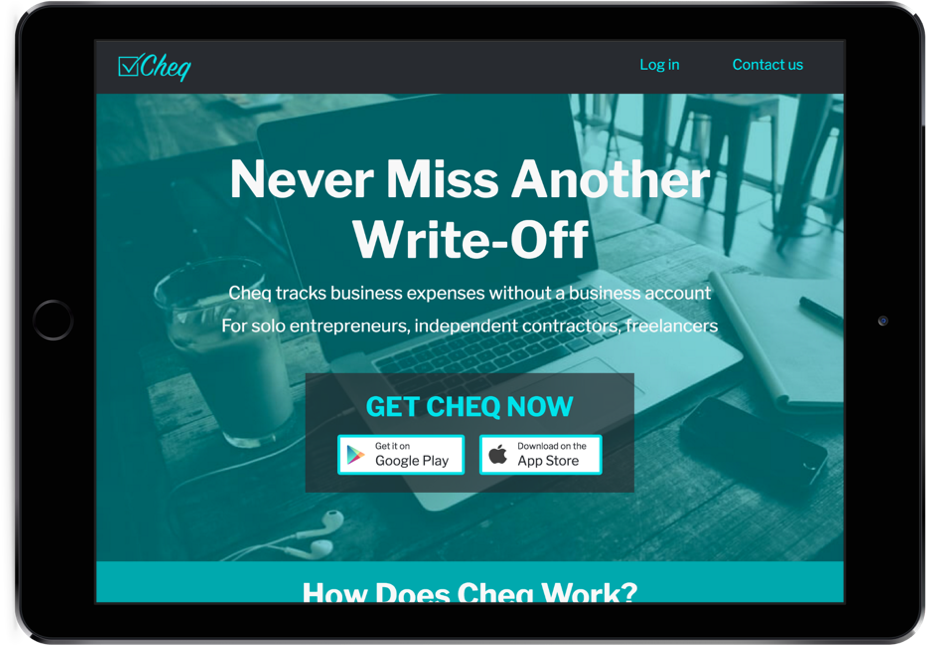 Cheq
Log in
Contact us
Never Miss Another
Write-Off
Cheq tracks business expenses without a business account
For solo entrepreneurs, independent contractors, freelancers
GET CHEQ NOW
Get it on
Google Play
Download on the
App Store
How Does Cheq Work?